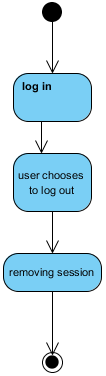 log in
user chooses
to log out
removing session